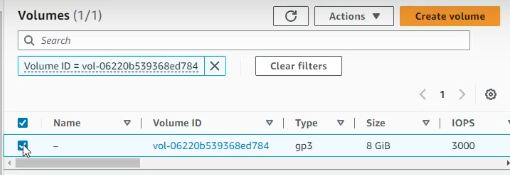 Volumes (1/1)
Actions
Create volume
Search
Volume ID = vol-06220b539368ed784
Clear filters
1
Name Volume ID Type Size IOPS
– vol-06220b539368ed784 gp3 8 GiB 3000